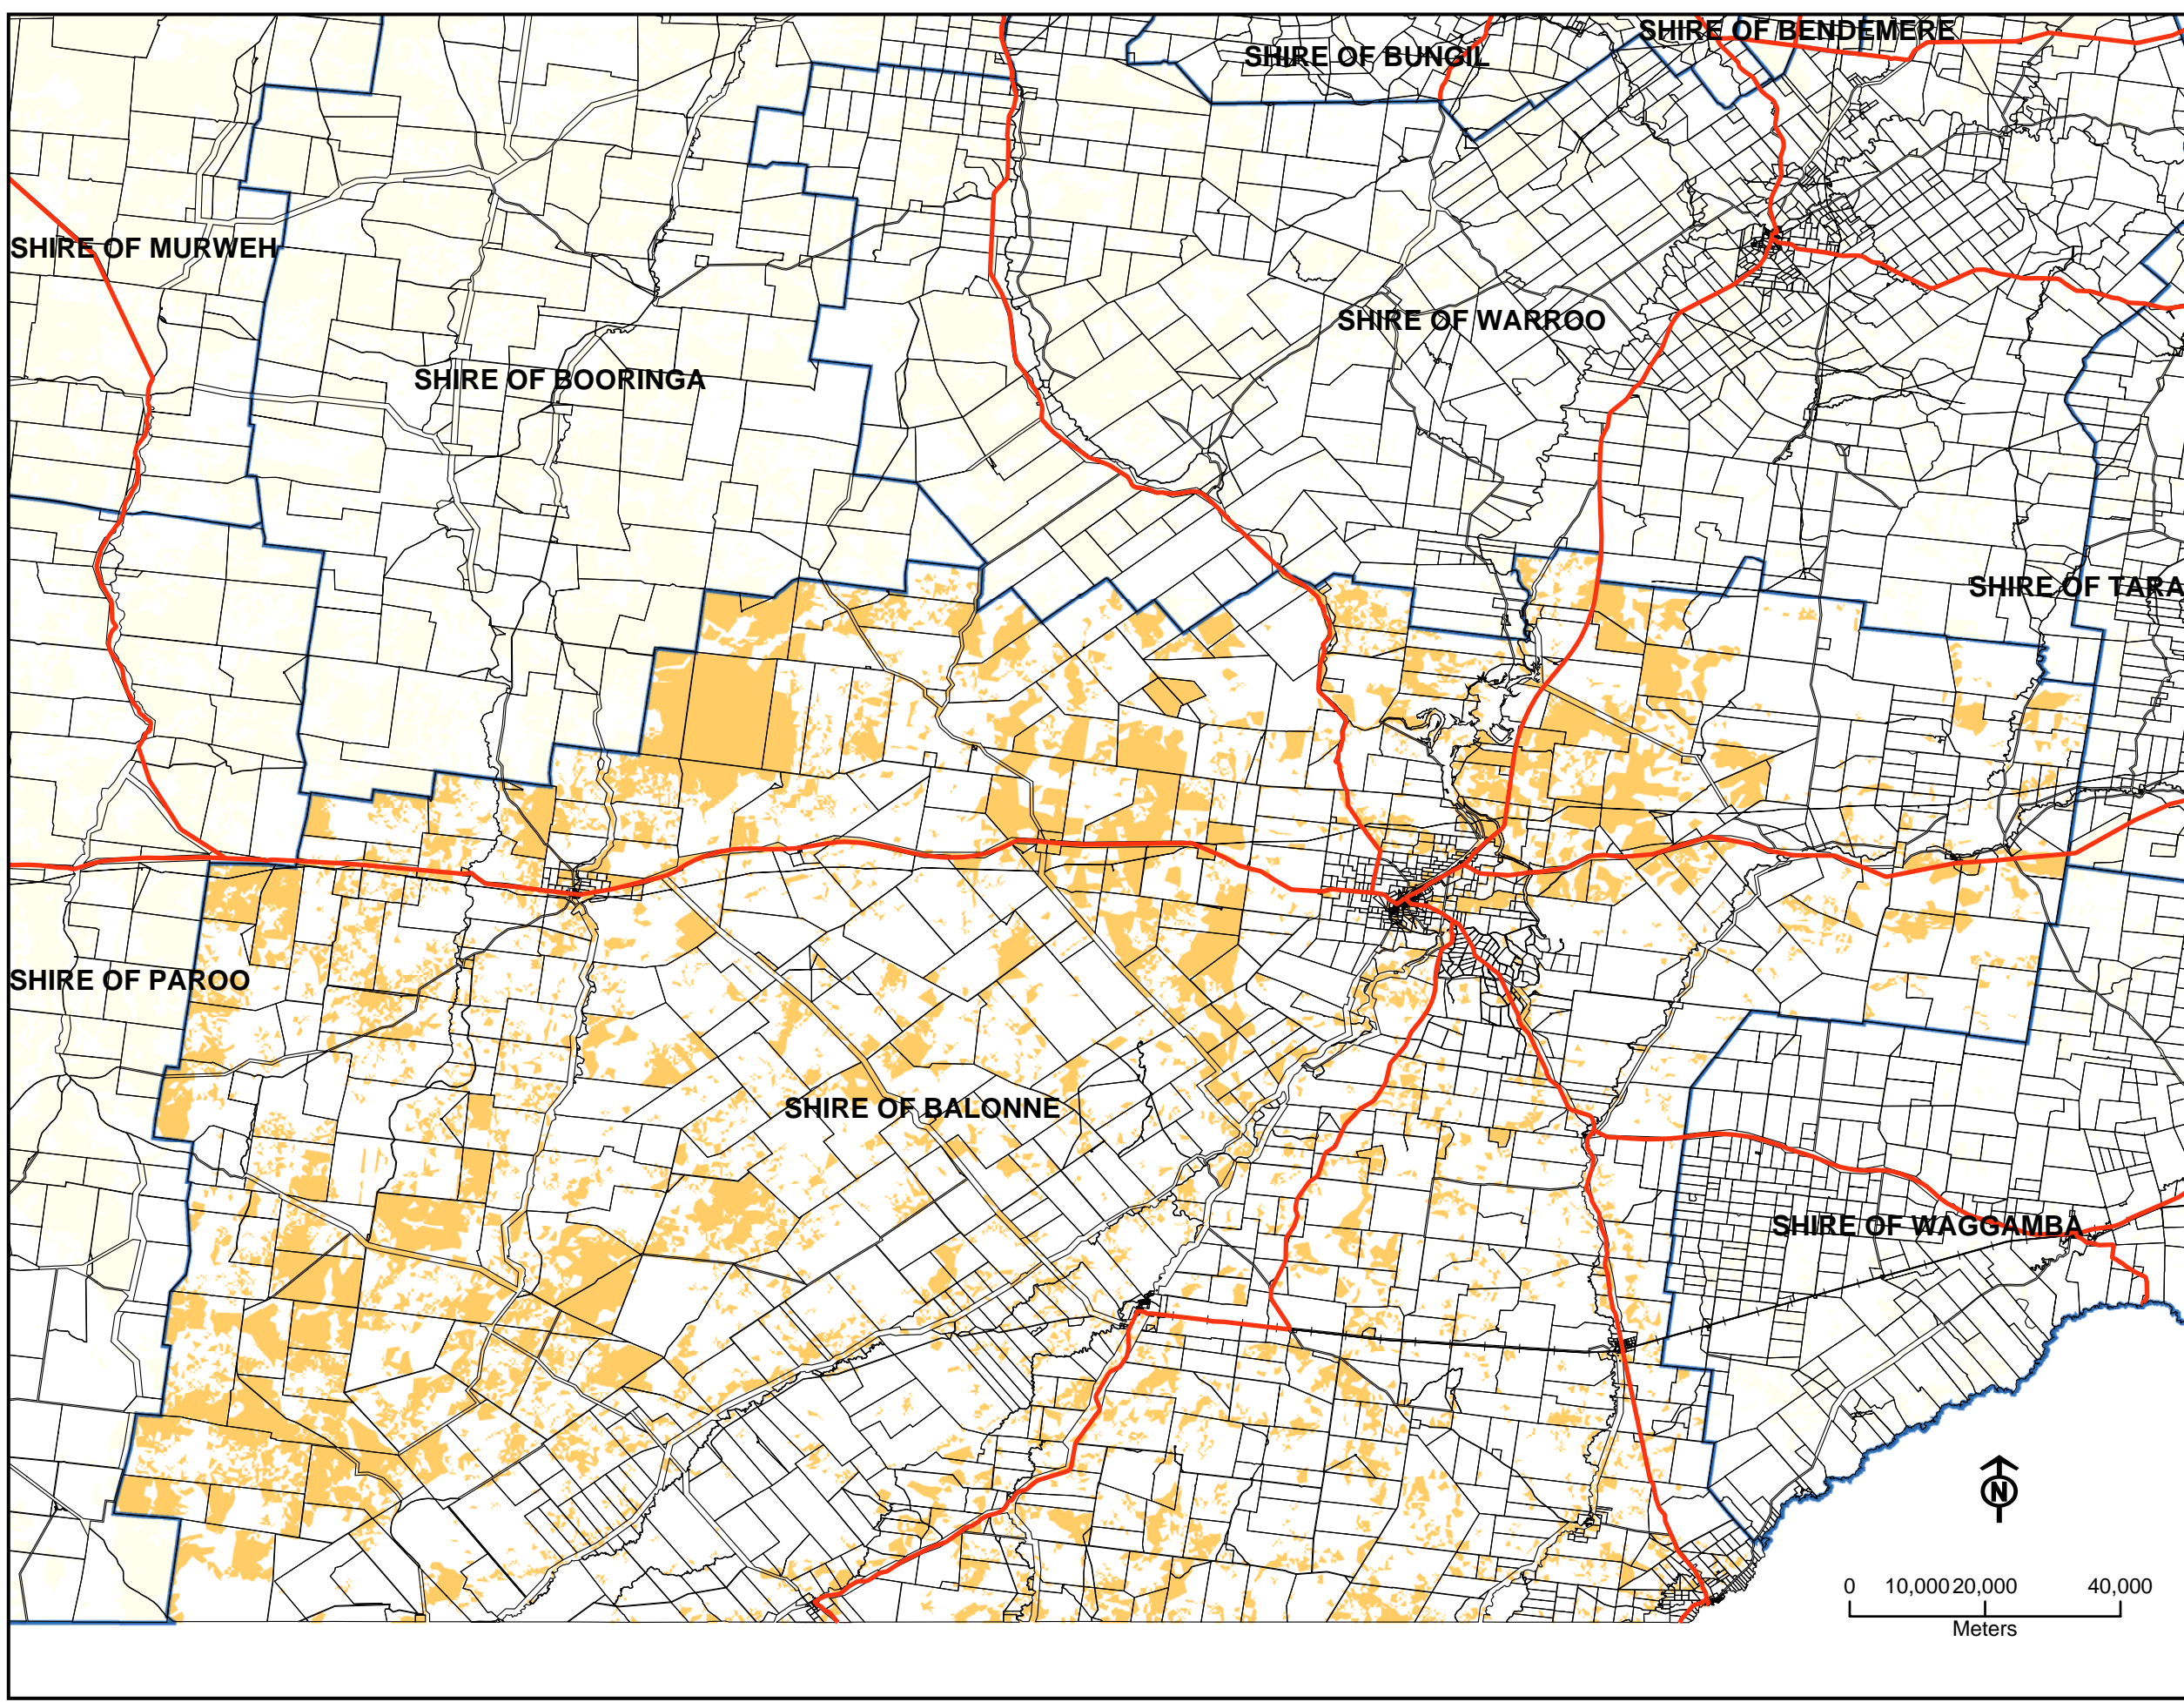 SHIRE OF BENDEMERE
SHIRE OF BUNGIL
SHIRE OF MURWEH
SHIRE OF WARROO
SHIRE OF BOORINGA
SHIRE OF TARA
SHIRE OF PAROO
SHIRE OF BALONNE
SHIRE OF WAGGAMBA
N
0 10,000 20,000 40,000
Meters